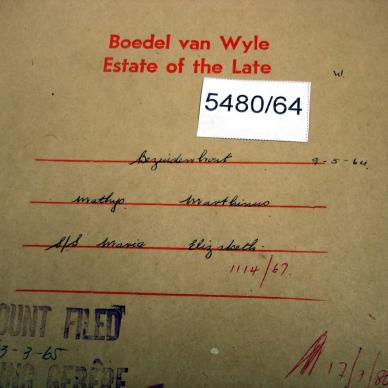 Boedel van Wyle
Estate of the Late
W.
5480/64
Bezuidenhout 9-5-64
Mathys Marthinus
S/S Maria Elizabeth
1114/67.
OUNT FILED
3-3-65